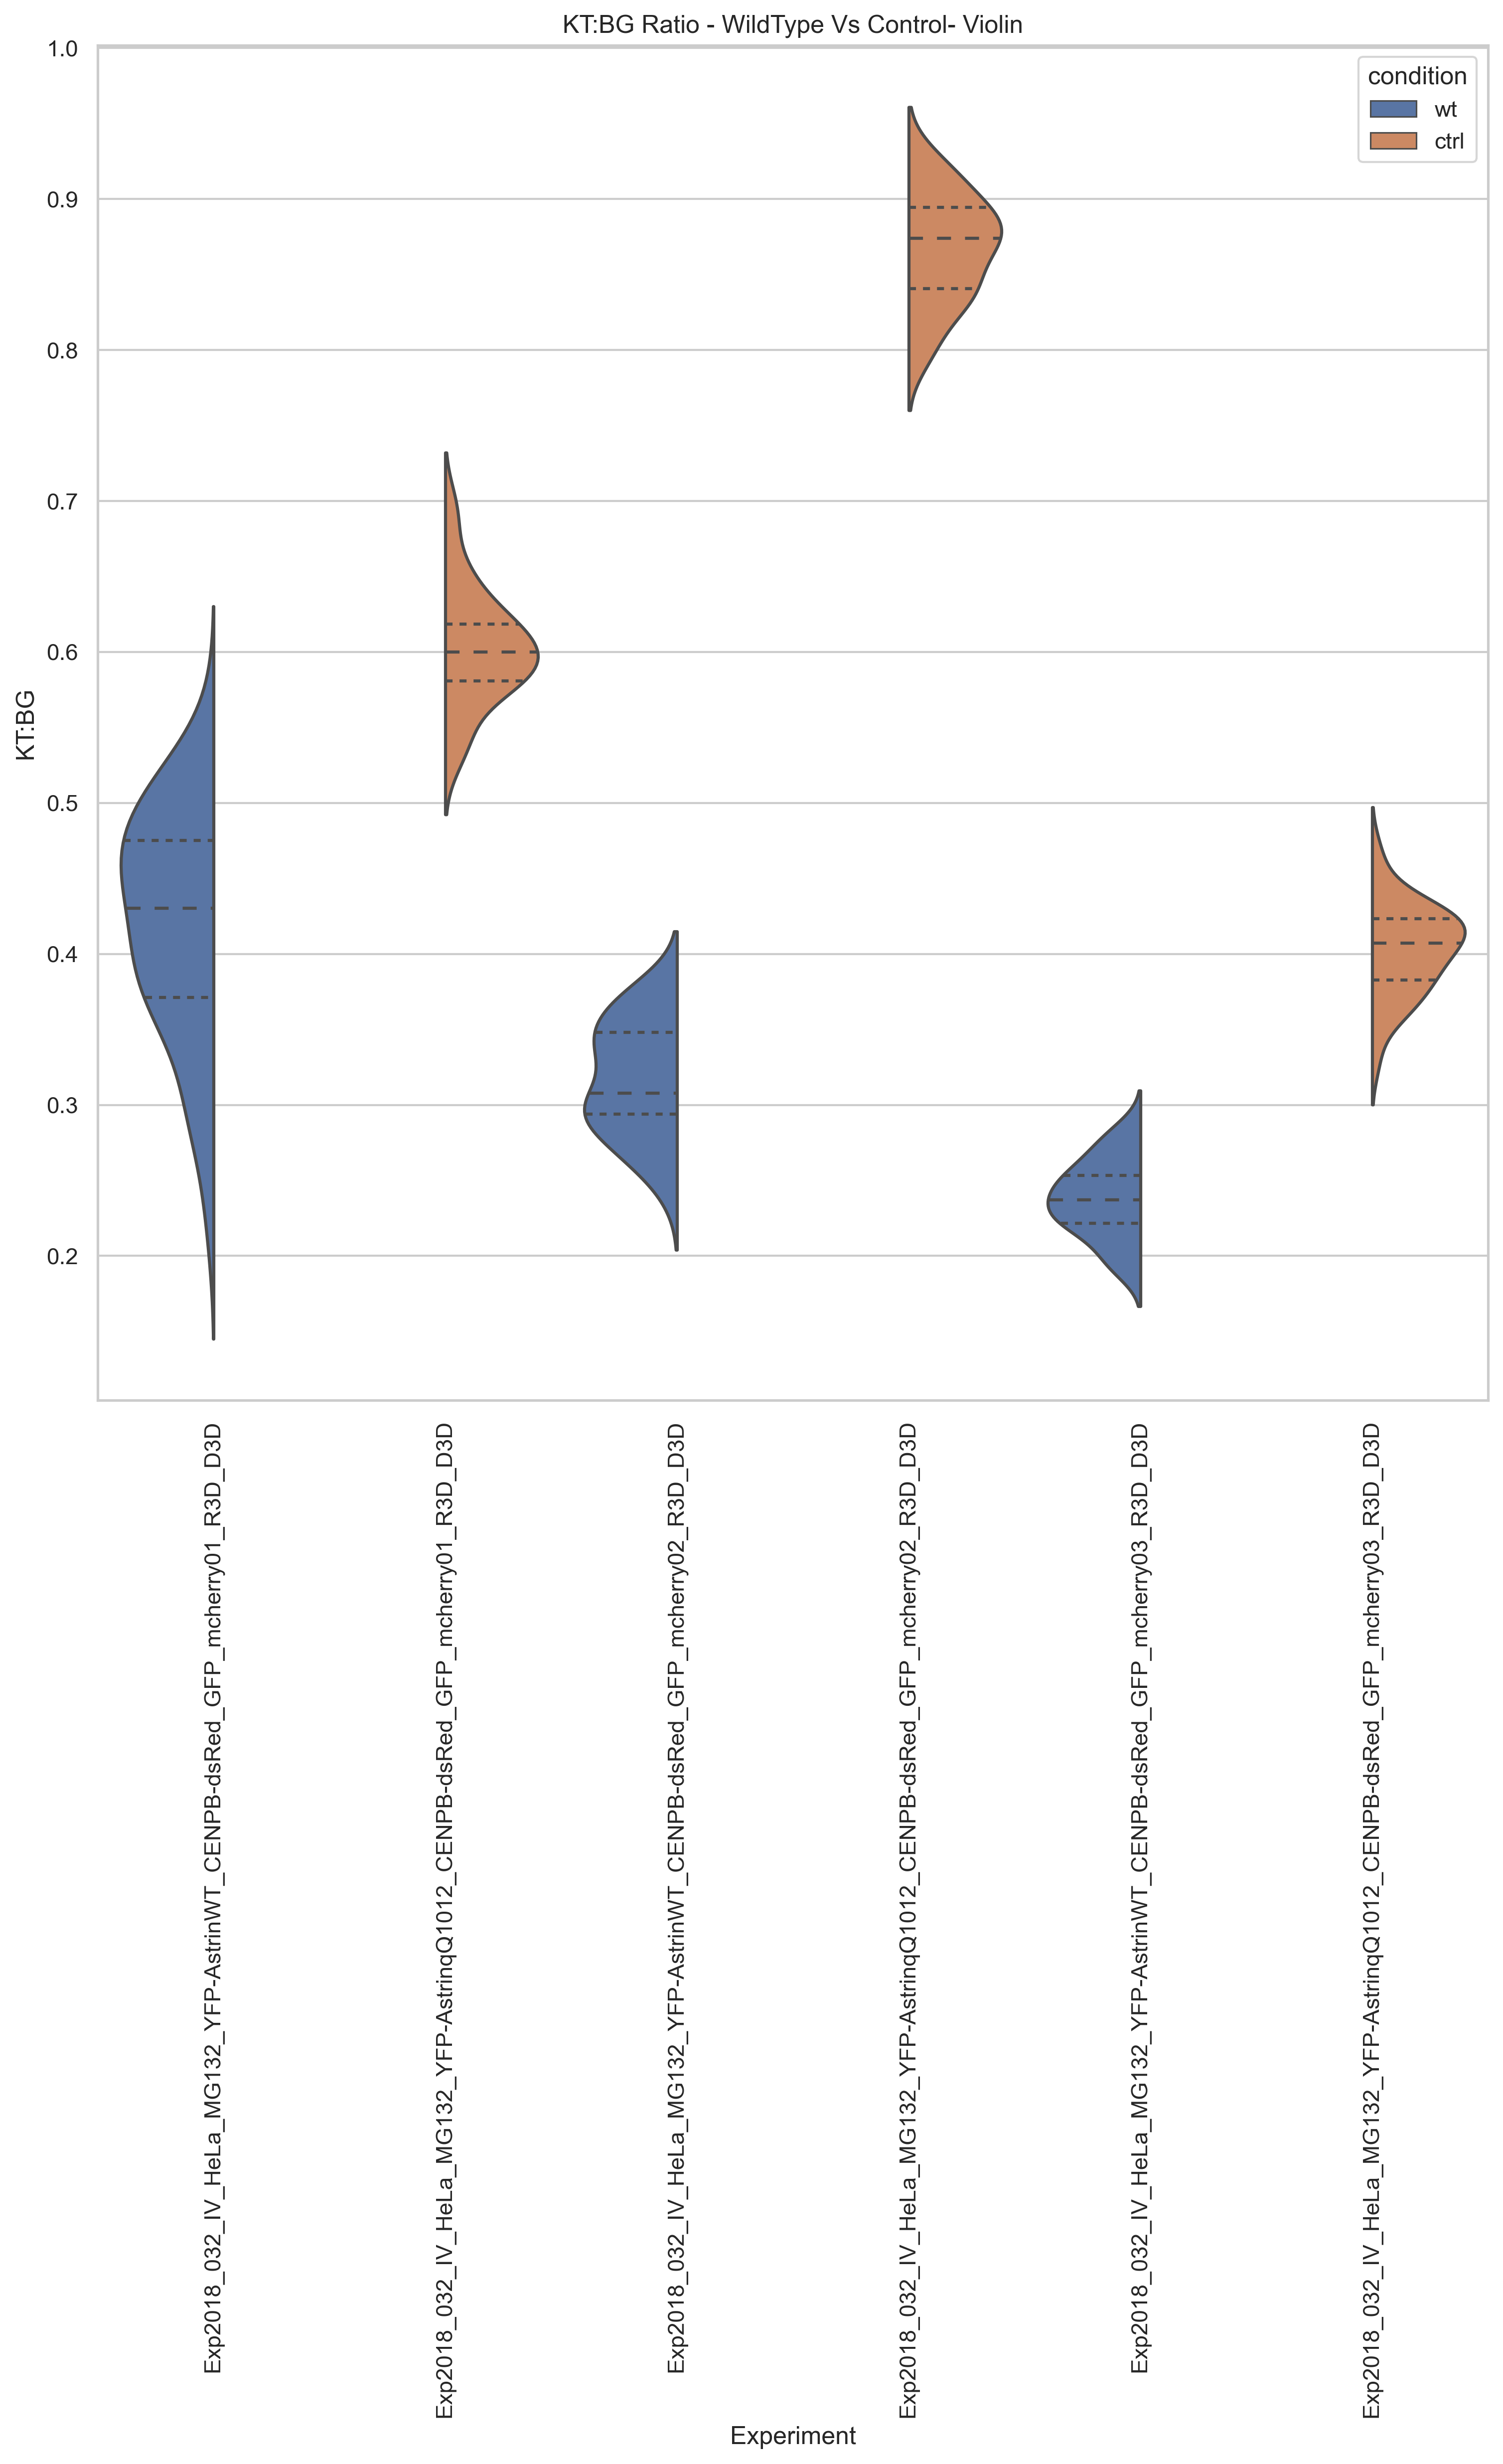 KT:BG Ratio - WildType Vs Control- Violin
condition
wt
ctrl
KT:BG
1.0
0.9
0.8
0.7
0.6
0.5
0.4
0.3
0.2
Exp2018_032_IV_HeLa_MG132_YFP-AstrinWT_CENPB-dsRed_GFP_mcherry01_R3D_D3D
Exp2018_032_IV_HeLa_MG132_YFP-AstrinqQ1012_CENPB-dsRed_GFP_mcherry01_R3D_D3D
Exp2018_032_IV_HeLa_MG132_YFP-AstrinWT_CENPB-dsRed_GFP_mcherry02_R3D_D3D
Exp2018_032_IV_HeLa_MG132_YFP-AstrinqQ1012_CENPB-dsRed_GFP_mcherry02_R3D_D3D
Exp2018_032_IV_HeLa_MG132_YFP-AstrinWT_CENPB-dsRed_GFP_mcherry03_R3D_D3D
Exp2018_032_IV_HeLa_MG132_YFP-AstrinqQ1012_CENPB-dsRed_GFP_mcherry03_R3D_D3D
Experiment